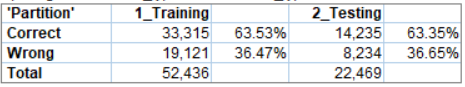 'Partition' 1_Training 2_Testing
Correct 33,315 63.53% 14,235 63.35%
Wrong 19,121 36.47% 8,234 36.65%
Total 52,436 22,469